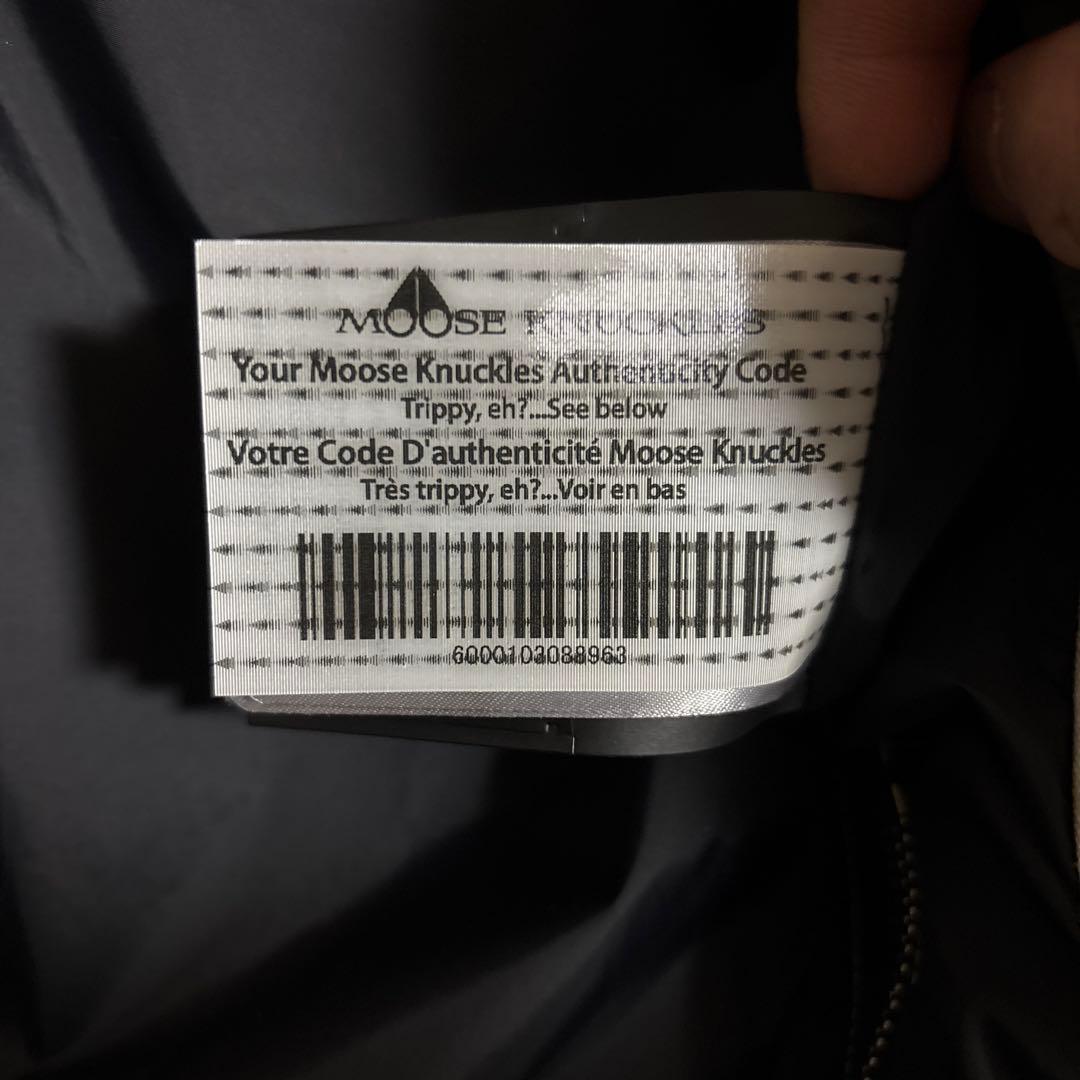 MOOSE KNUCKLES
Your Moose Knuckles Authenticity Code
Trippy, eh?...See below
Votre Code D'authenticité Moose Knuckles
Très trippy, eh?...Voir en bas
6000103088963